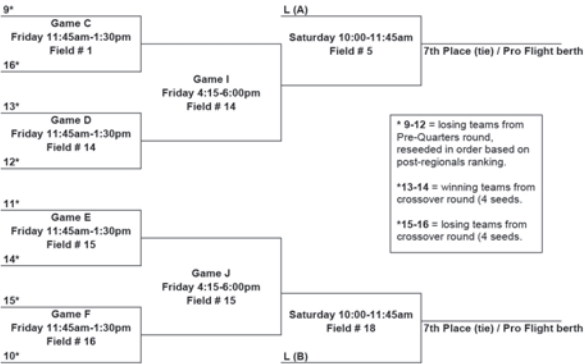 9*
Game C
Friday 11:45am-1:30pm
Field # 1
16*
13*
Game D
Friday 11:45am-1:30pm
Field # 14
12*
Game I
Friday 4:15-6:00pm
Field # 14
L (A)
Saturday 10:00-11:45am
Field # 5
7th Place (tie) / Pro Flight berth
* 9-12 = losing teams from
Pre-Quarters round,
reseeded in order based on
post-regionals ranking.
*13-14 = winning teams from
crossover round (4 seeds.
*15-16 = losing teams from
crossover round (4 seeds.
11*
Game E
Friday 11:45am-1:30pm
Field # 15
14*
15*
Game F
Friday 11:45am-1:30pm
Field # 16
10*
Game J
Friday 4:15-6:00pm
Field # 15
Saturday 10:00-11:45am
Field # 18
L (B)
7th Place (tie) / Pro Flight berth